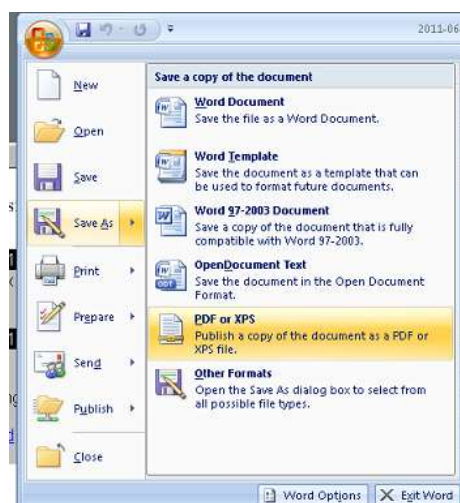 2011-06
New
Open
Save
Save As
Print
Prepare
Send
Publish
Close
Save a copy of the document
Word Document
Save the file as a Word Document.
Word Template
Save the document as a template that can
be used to format future documents.
Word 97-2003 Document
Save a copy of the document that is fully
compatible with Word 97-2003.
OpenDocument Text
Save the document in the Open Document
Format.
PDF or XPS
Publish a copy of the document as a PDF or
XPS file.
Other Formats
Open the Save As dialog box to select from
all possible file types.
Word Options
Exit Word